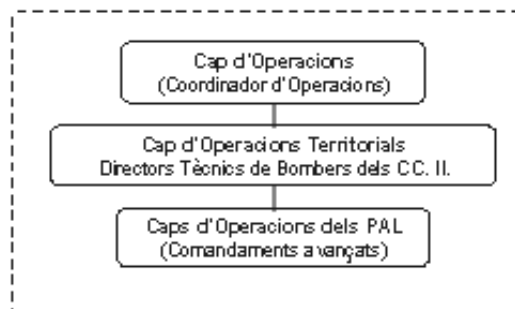 Cap d'Operacions
(Coordinador d'Operacions)
Cap d'Operacions Territorials
Directors Tècnics de Bombers dels CC. II.
Caps d'Operacions dels PAL
(Comandaments avançats)